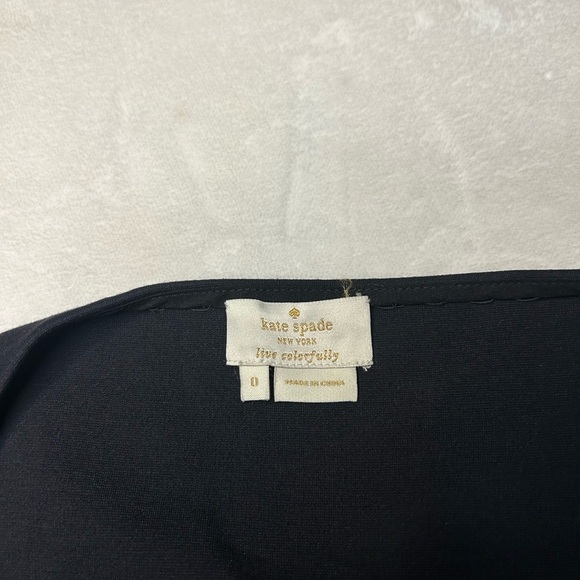 kate spade
NEW YORK
live colorfully
0
MADE IN CHINA